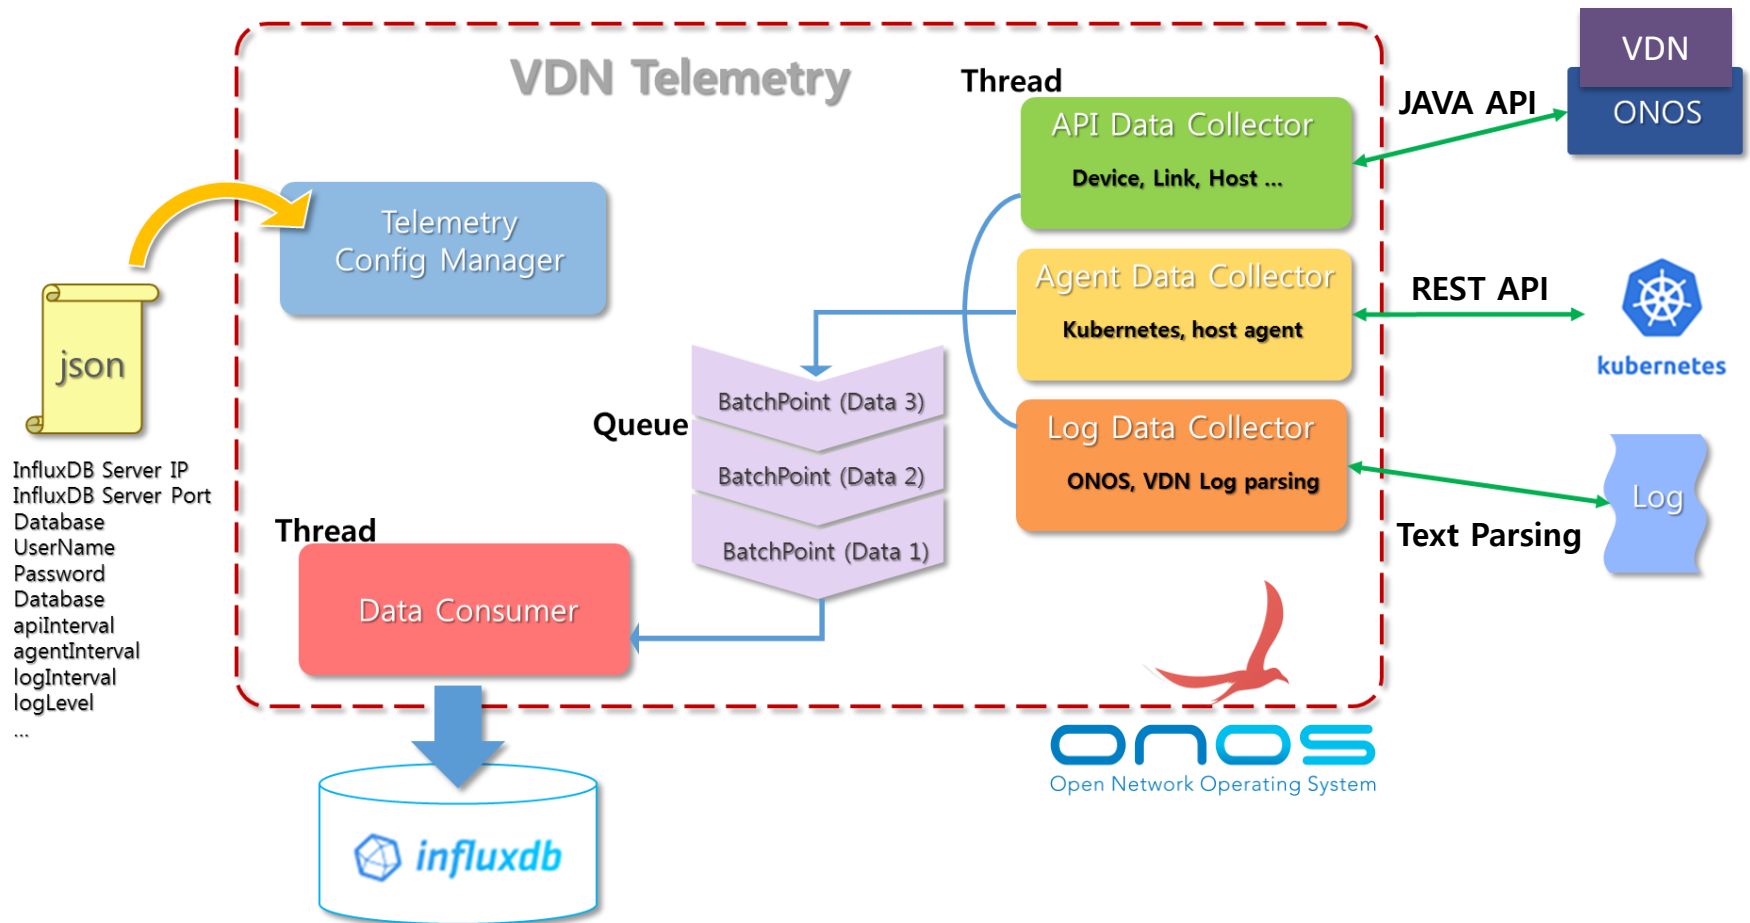 VDN Telemetry
Thread
API Data Collector
Device, Link, Host ...
JAVA API
VDN
ONOS
Telemetry
Config Manager
Agent Data Collector
Kubernetes, host agent
REST API
kubernetes
json
BatchPoint (Data 3)
Queue
BatchPoint (Data 2)
BatchPoint (Data 1)
Log Data Collector
ONOS, VDN Log parsing
Text Parsing
Log
InfluxDB Server IP
InfluxDB Server Port
Database
UserName
Password
Database
apiInterval
agentInterval
logInterval
logLevel
...
Thread
Data Consumer
onos
Open Network Operating System
influxdb